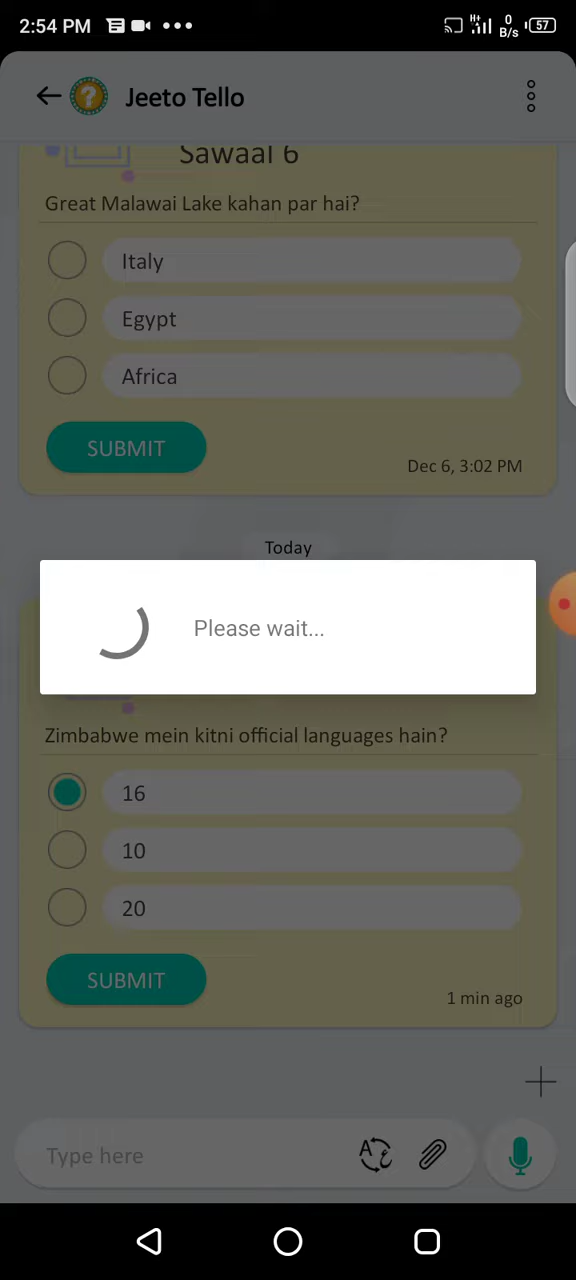 2:54 PM
H+
0
B/s
57
Jeeto Tello
Sawaal 6
Great Malawai Lake kahan par hai?
Italy
Egypt
Africa
SUBMIT
Dec 6, 3:02 PM
Today
Please wait...
Zimbabwe mein kitni official languages hain?
16
10
20
SUBMIT
1 min ago
Type here
A ع